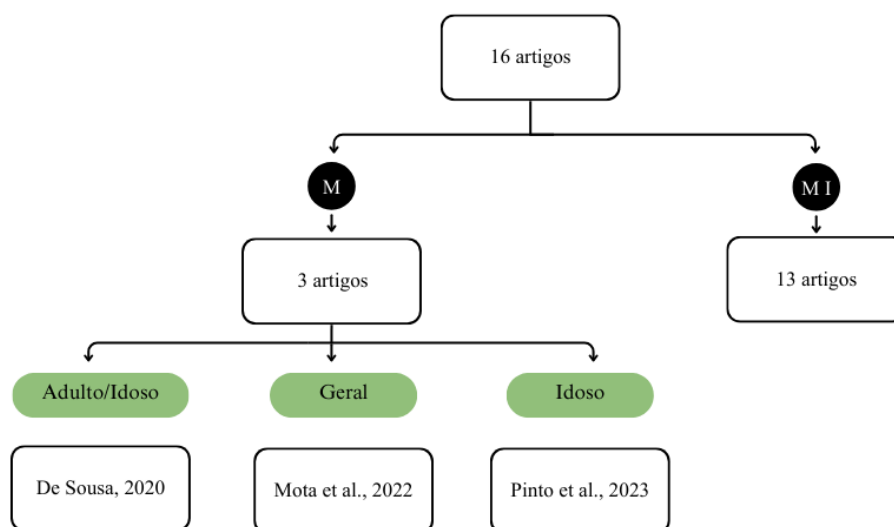 16 artigos
M
M I
3 artigos
13 artigos
Adulto/Idoso
Geral
Idoso
De Sousa, 2020
Mota et al., 2022
Pinto et al., 2023